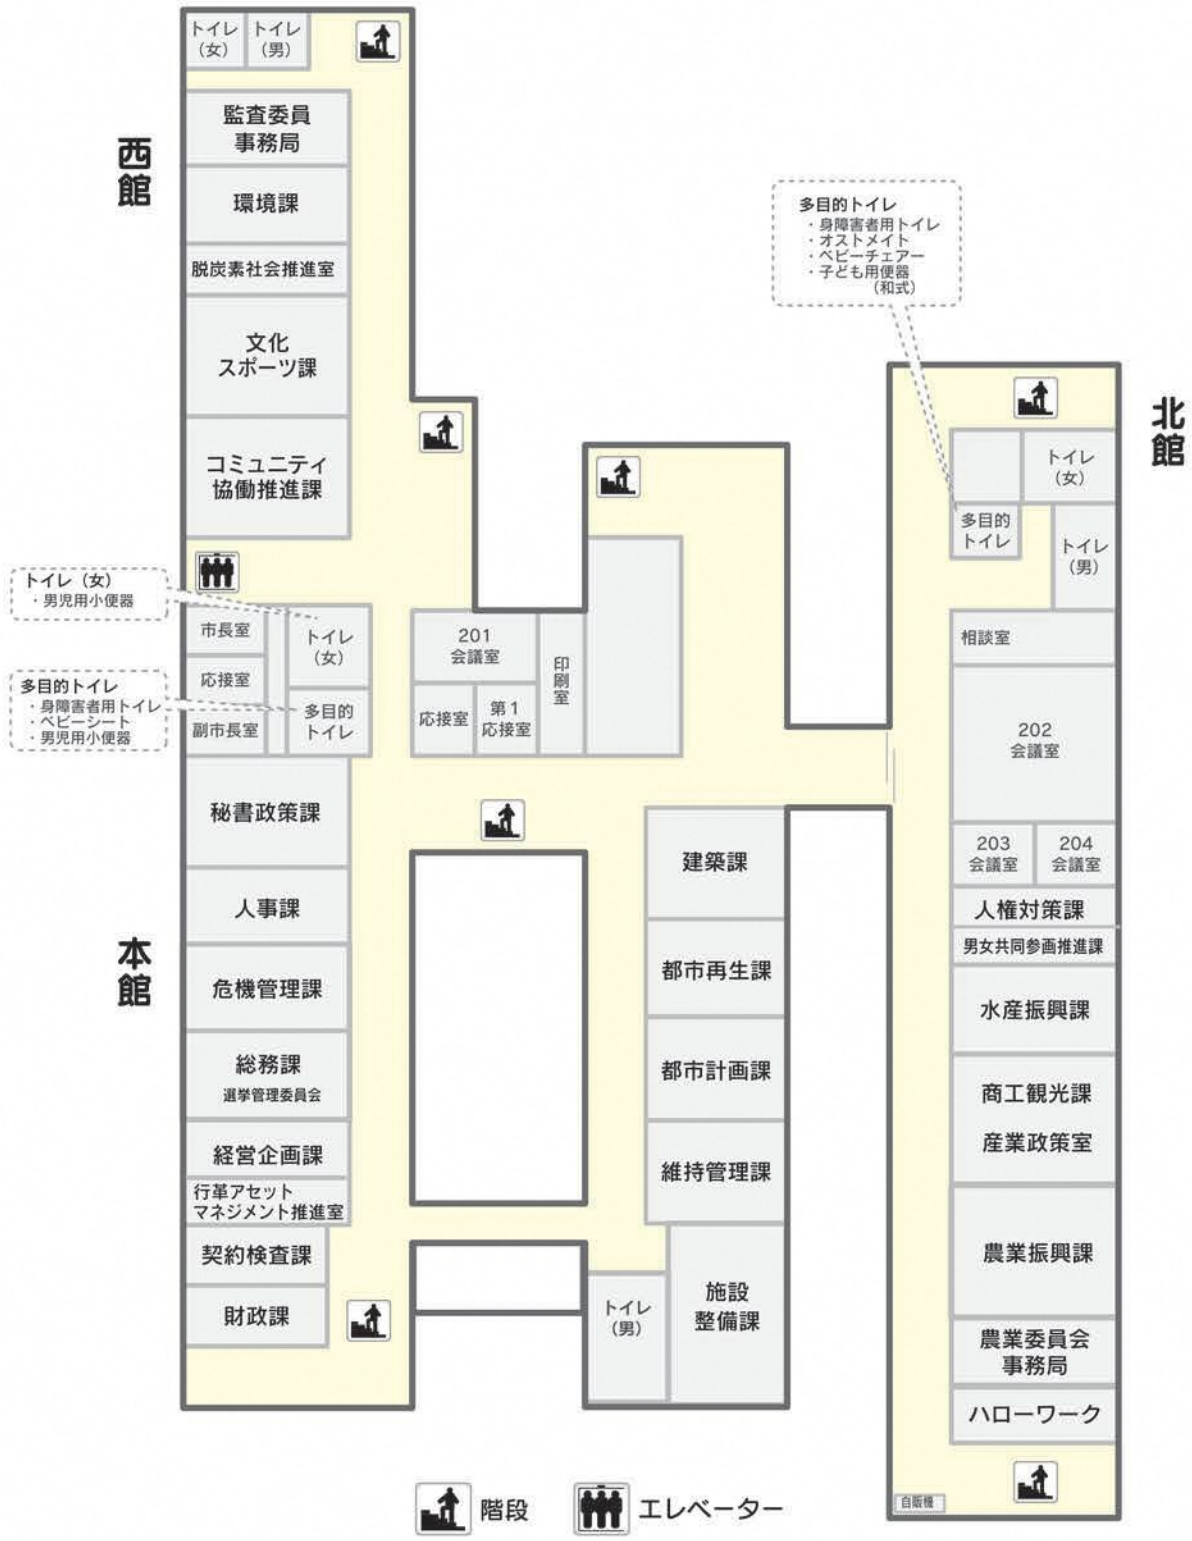 トイレ
（女）
トイレ
（男）
監査委員
事務局
西館
環境課
脱炭素社会推進室
文化
スポーツ課
コミュニティ
協働推進課
トイレ（女）
・男児用小便器
多目的トイレ
・身障害者用トイレ
・ベビーシート
・男児用小便器
市長室
応接室
副市長室
トイレ
（女）
多目的
トイレ
201
会議室
応接室
第1
応接室
印刷室
本館
秘書政策課
人事課
危機管理課
総務課
選挙管理委員会
経営企画課
行革アセット
マネジメント推進室
契約検査課
財政課
建築課
都市再生課
都市計画課
維持管理課
施設
整備課
トイレ
（男）
多目的トイレ
・身障害者用トイレ
・オストメイト
・ベビーチェアー
・子ども用便器
（和式）
北館
トイレ
（女）
多目的
トイレ
トイレ
（男）
相談室
202
会議室
203
会議室
204
会議室
人権対策課
男女共同参画推進課
水産振興課
商工観光課
産業政策室
農業振興課
農業委員会
事務局
ハローワーク
自販機
階段
エレベーター